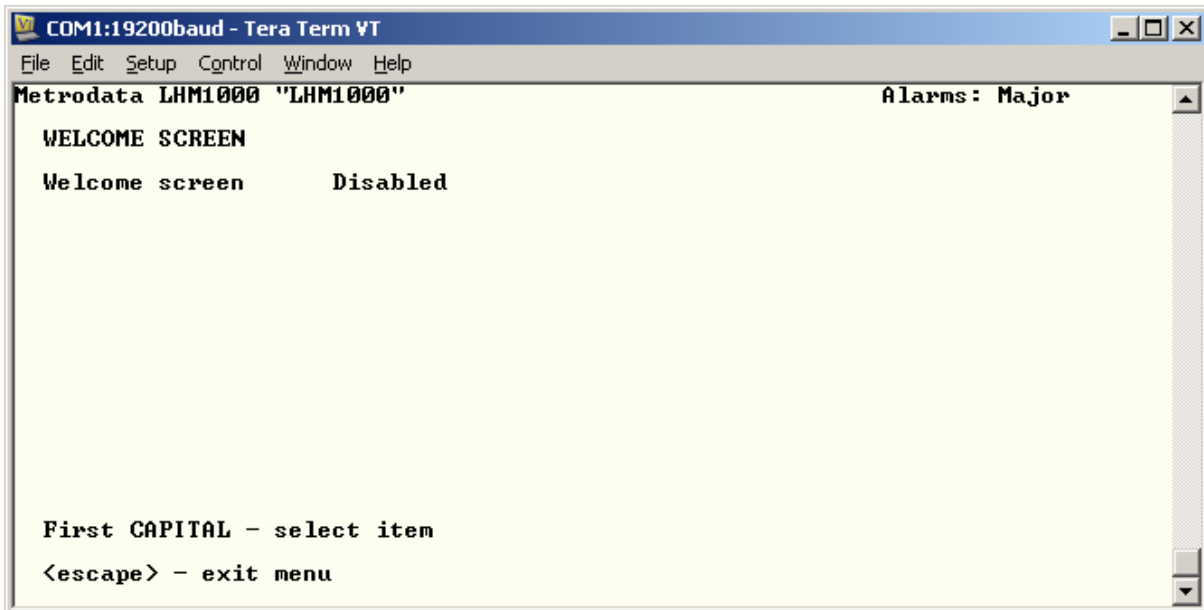 COM1:19200baud - Tera Term VT
File Edit Setup Control Window Help
Metrodata LHM1000 "LHM1000" Alarms: Major
WELCOME SCREEN
Welcome screen Disabled
First CAPITAL - select item
<escape> - exit menu